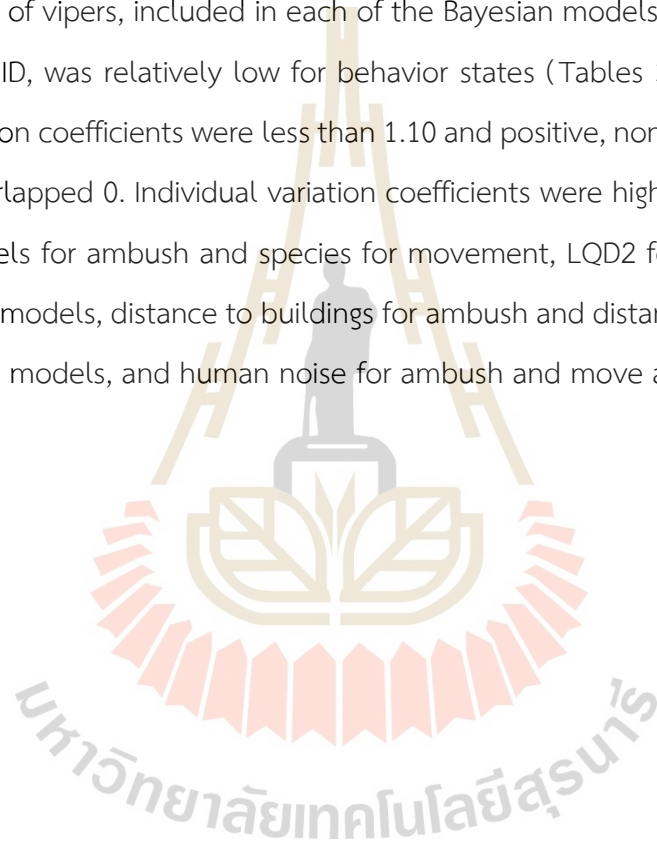 of vipers, included in each of the Bayesian models
ID, was relatively low for behavior states (Tables
on coefficients were less than 1.10 and positive, nor
rlapped 0. Individual variation coefficients were high
els for ambush and species for movement, LQD2 f
models, distance to buildings for ambush and distar
models, and human noise for ambush and move a
มหาวิทยาลัยเทคโนโลยีสุรนารี